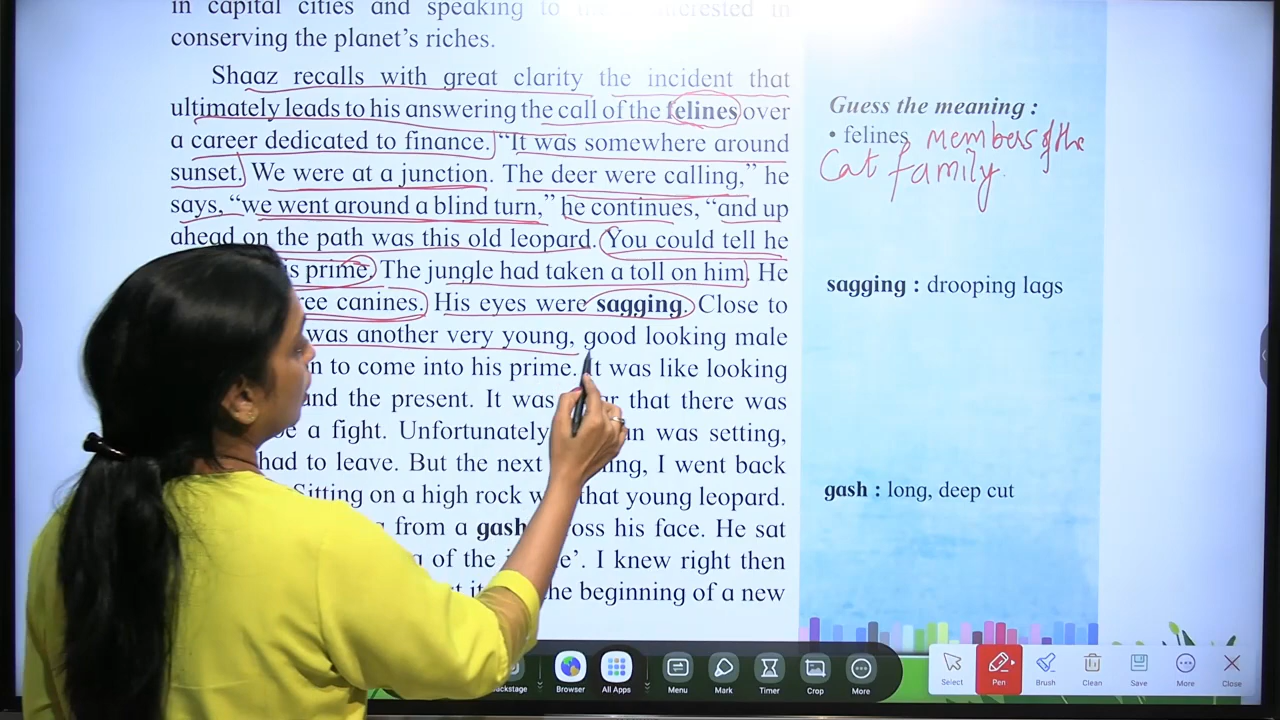 in capital cities and speaking to in
conserving the planet's riches.
Shaaz recalls with great clarity the incident that
ultimately leads to his answering the call of the felines over
a career dedicated to finance. "It was somewhere around
sunset. We were at a junction. The deer were calling," he
says, "we went around a blind turn," he continues, "and up
ahead on the path was this old leopard. You could tell he
prime. The jungle had taken a toll on him. He
canines. His eyes were sagging. Close to
was another very young, good looking male
to come into his prime. It was like looking
and the present. It was that there was
a fight. Unfortunately was setting,
had to leave. But the next I went back
Sitting on a high rock that young leopard.
from a gash his face. He sat
of the I knew right then
the beginning of a new
Guess the meaning :
• felines members of the
Cat family.
sagging : drooping lags
gash : long, deep cut
Browser All Apps Menu Mark Timer Crop More
Select Pen Brush Clean Save More Close